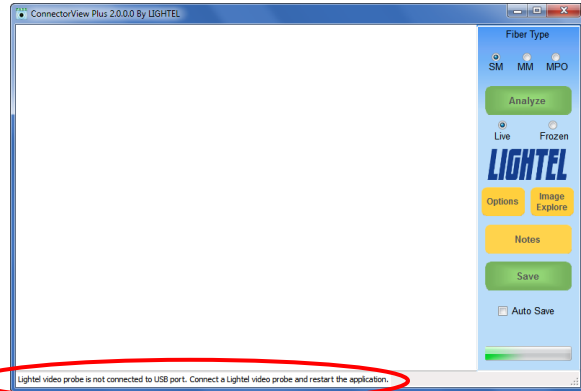 ConnectorView Plus 2.0.0.0 By LIGHTEL
Fiber Type
SM MM MPO
Analyze
Live Frozen
LIGHTEL
Options
Image
Explore
Notes
Save
Auto Save
Lightel video probe is not connected to USB port. Connect a Lightel video probe and restart the application.